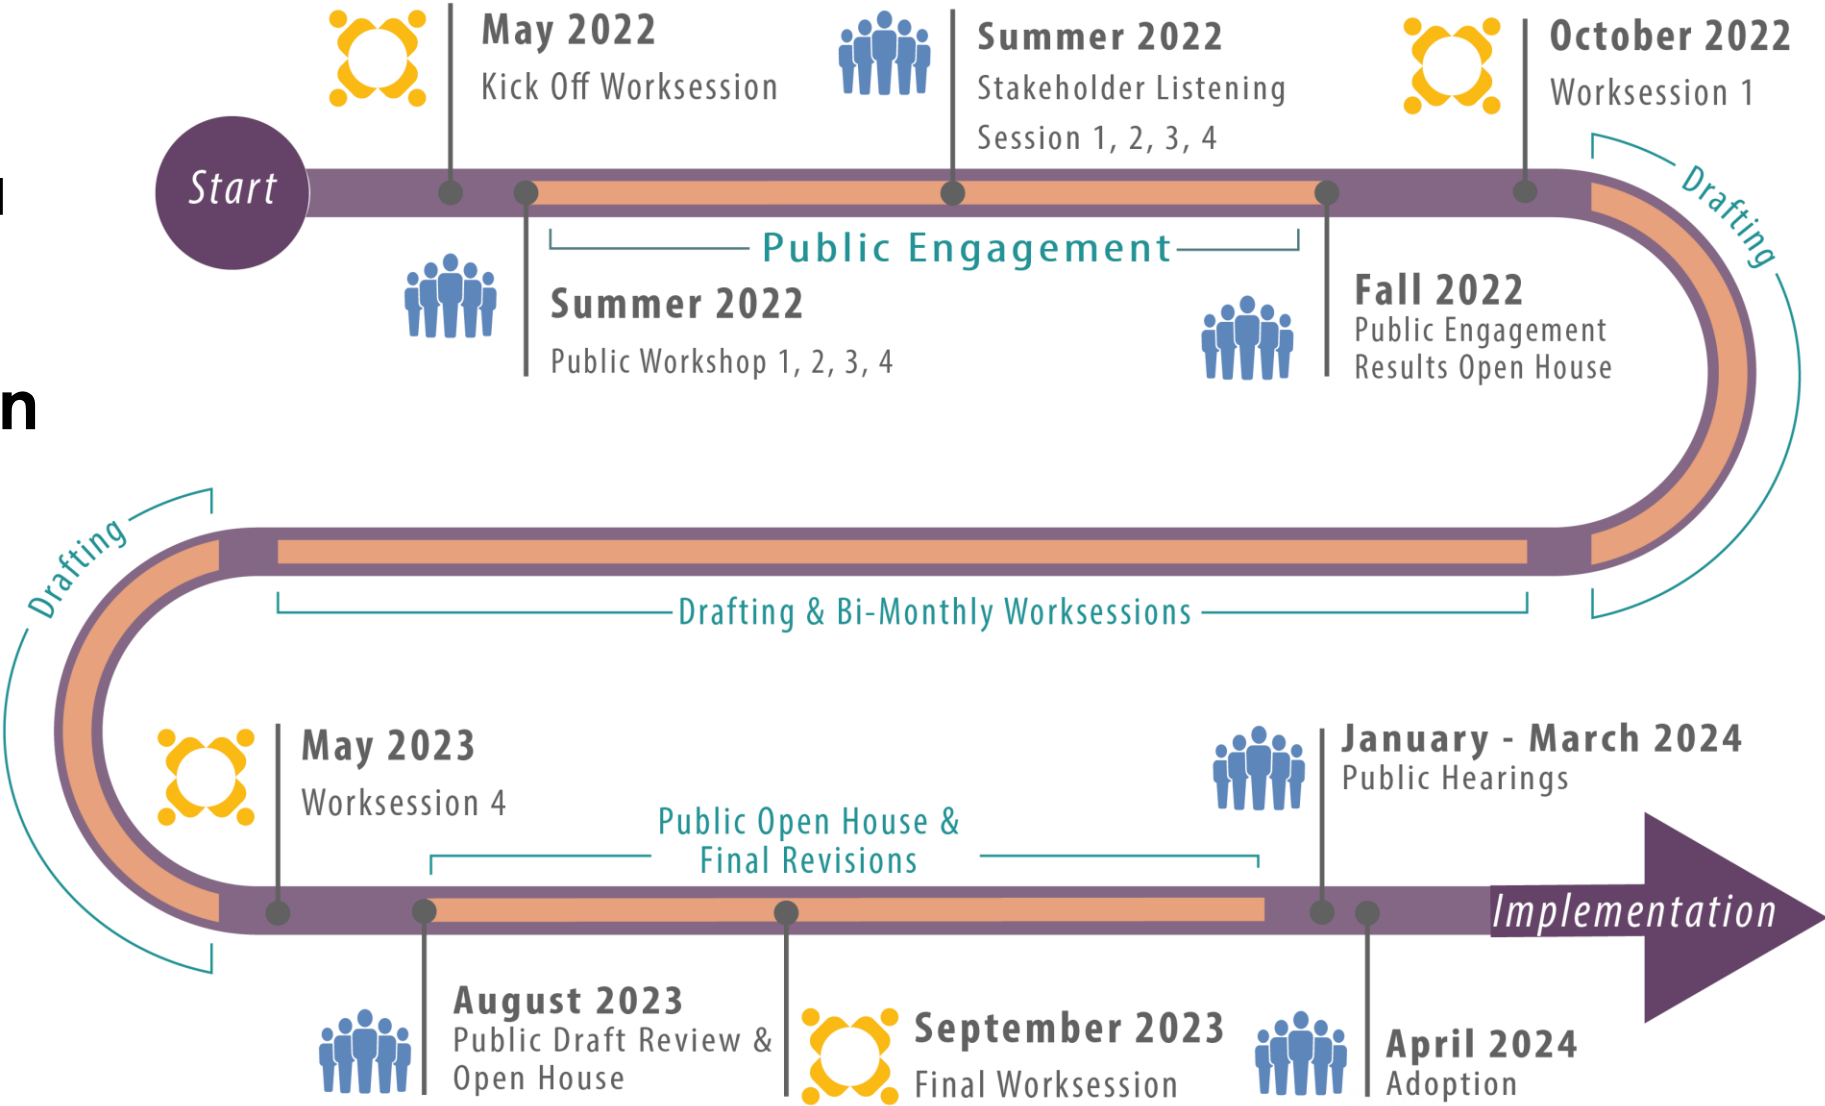 May 2022
Kick Off Worksession
Summer 2022
Stakeholder Listening
Session 1, 2, 3, 4
October 2022
Worksession 1
Start
Drafting
Public Engagement
Summer 2022
Public Workshop 1, 2, 3, 4
Fall 2022
Public Engagement
Results Open House
n
Drafting
Drafting & Bi-Monthly Worksessions
May 2023
Worksession 4
Public Open House &
Final Revisions
January - March 2024
Public Hearings
Implementation
August 2023
Public Draft Review &
Open House
September 2023
Final Worksession
April 2024
Adoption